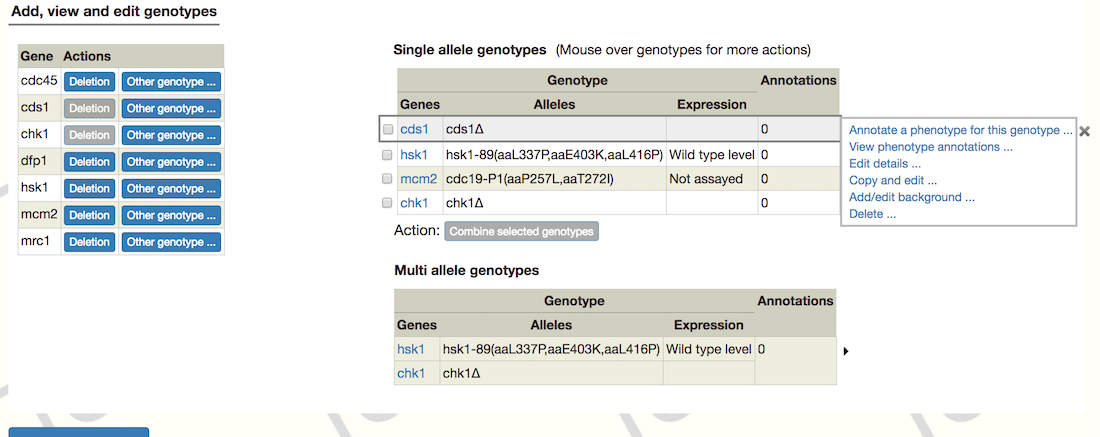 Add, view and edit genotypes
Gene Actions
cdc45 Deletion Other genotype ...
cds1 Deletion Other genotype ...
chk1 Deletion Other genotype ...
dfp1 Deletion Other genotype ...
hsk1 Deletion Other genotype ...
mcm2 Deletion Other genotype ...
mrc1 Deletion Other genotype ...
Single allele genotypes (Mouse over genotypes for more actions)
Genotype Annotations
Genes Alleles Expression
cds1 cds1Δ 0
hsk1 hsk1-89(aaL337P,aaE403K,aaL416P) Wild type level 0
mcm2 cdc19-P1(aaP257L,aaT272I) Not assayed 0
chk1 chk1Δ 0
Annotate a phenotype for this genotype ...
View phenotype annotations ...
Edit details ...
Copy and edit ...
Add/edit background ...
Delete ...
Action: Combine selected genotypes
Multi allele genotypes
Genotype Annotations
Genes Alleles Expression
hsk1 hsk1-89(aaL337P,aaE403K,aaL416P) Wild type level 0
chk1 chk1Δ